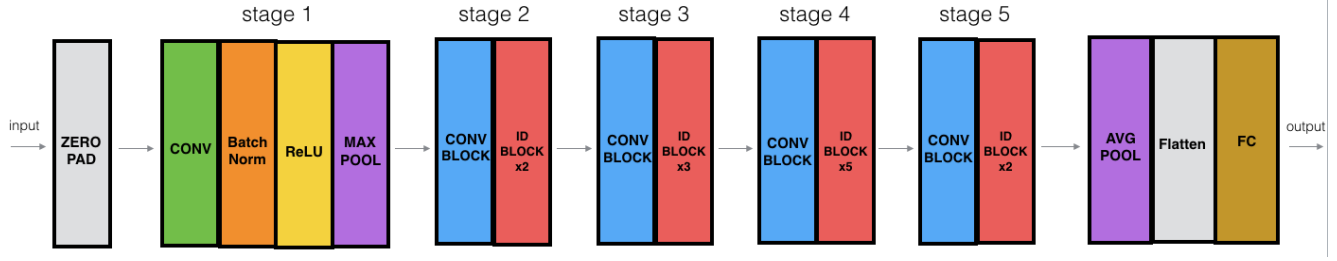 stage 1
stage 2
stage 3
stage 4
stage 5
input
ZERO
PAD
CONV
Batch
Norm
ReLU
MAX
POOL
CONV
BLOCK
ID
BLOCK
x2
CONV
BLOCK
ID
BLOCK
x3
CONV
BLOCK
ID
BLOCK
x5
CONV
BLOCK
ID
BLOCK
x2
AVG
POOL
Flatten
FC
output